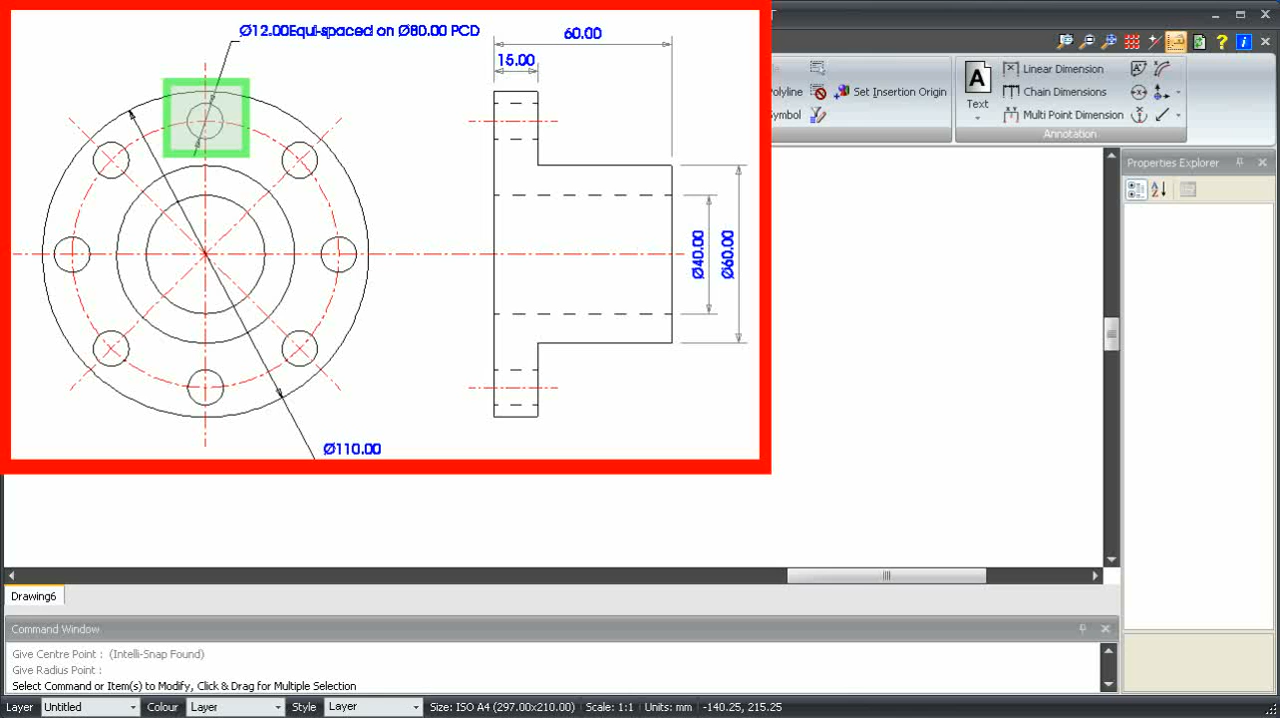 Ø12.00Equi-spaced on Ø80.00 PCD
60.00
15.00
Ø40.00
Ø60.00
Ø110.00
Set Insertion Origin
Text
Linear Dimension
Chain Dimensions
Multi Point Dimension
Annotation
Properties Explorer
Drawing6
Command Window
Give Centre Point : (Intelli-Snap Found)
Give Radius Point :
Select Command or Item(s) to Modify, Click & Drag for Multiple Selection
Layer Untitled Colour Layer Style Layer Size: ISO A4 (297.00x210.00) Scale: 1:1 Units: mm -140.25, 215.25